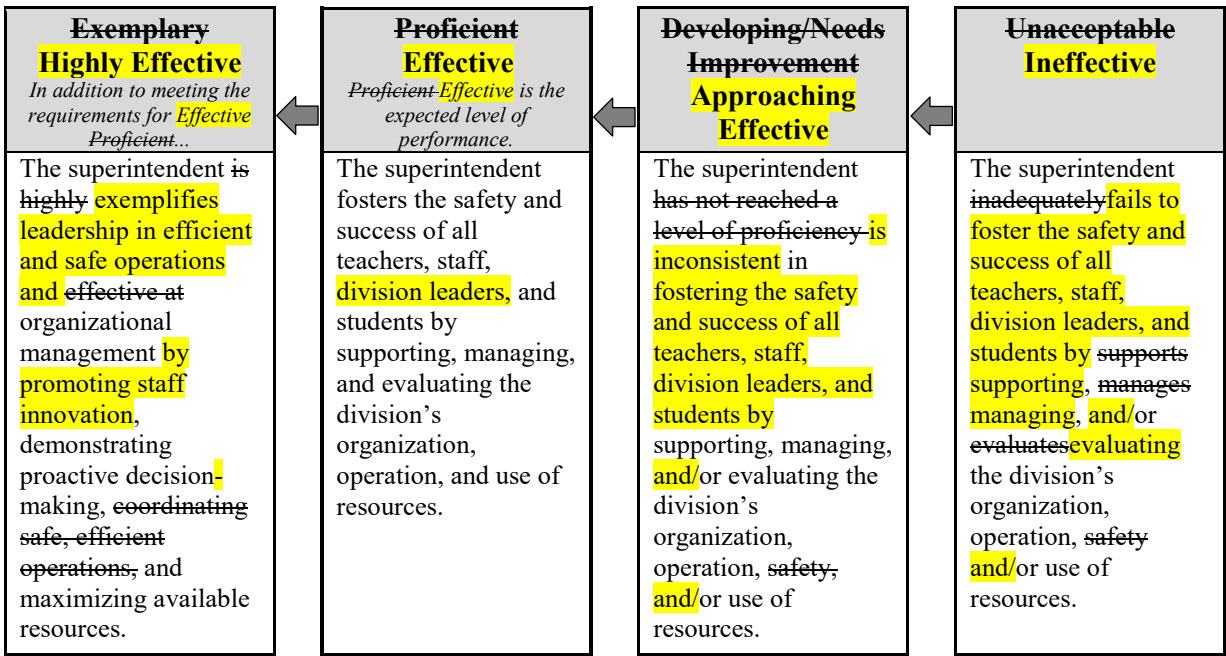 Exemplary
Highly Effective
In addition to meeting the
requirements for Effective
Proficient...
The superintendent is
highly exemplifies
leadership in efficient
and safe operations
and effective at
organizational
management by
promoting staff
innovation,
demonstrating
proactive decision-
making, coordinating
safe, efficient
operations, and
maximizing available
resources.
Proficient
Effective
Proficient Effective is the
expected level of
performance.
The superintendent
fosters the safety and
success of all
teachers, staff,
division leaders, and
students by
supporting, managing,
and evaluating the
division’s
organization,
operation, and use of
resources.
Developing/Needs
Improvement
Approaching
Effective
The superintendent
has not reached a
level of proficiency is
inconsistent in
fostering the safety
and success of all
teachers, staff,
division leaders, and
students by
supporting, managing,
and/or evaluating the
division’s
organization,
operation, safety,
and/or use of
resources.
Unacceptable
Ineffective
The superintendent
inadequatelyfails to
foster the safety and
success of all
teachers, staff,
division leaders, and
students by supports
supporting, manages
managing, and/or
evaluatesevaluating
the division’s
organization,
operation, safety
and/or use of
resources.